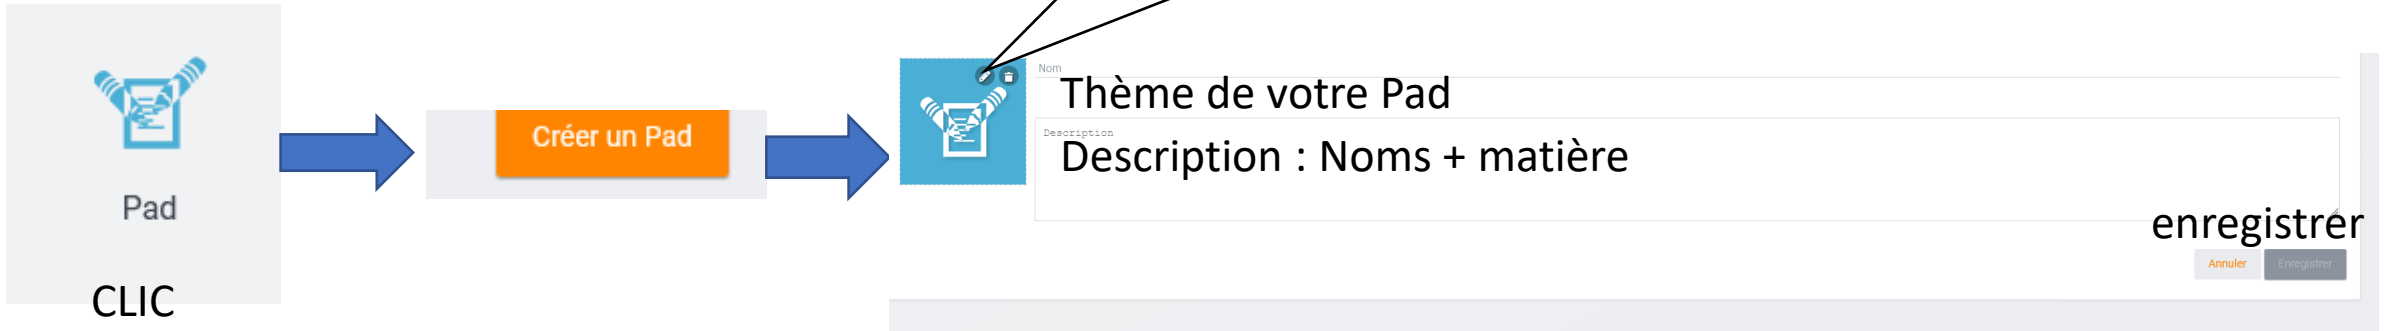 Pad
CLIC
Créer un Pad
Nom
Thème de votre Pad
Description
Description : Noms + matière
enregistrer
Annuler
Enregistrer